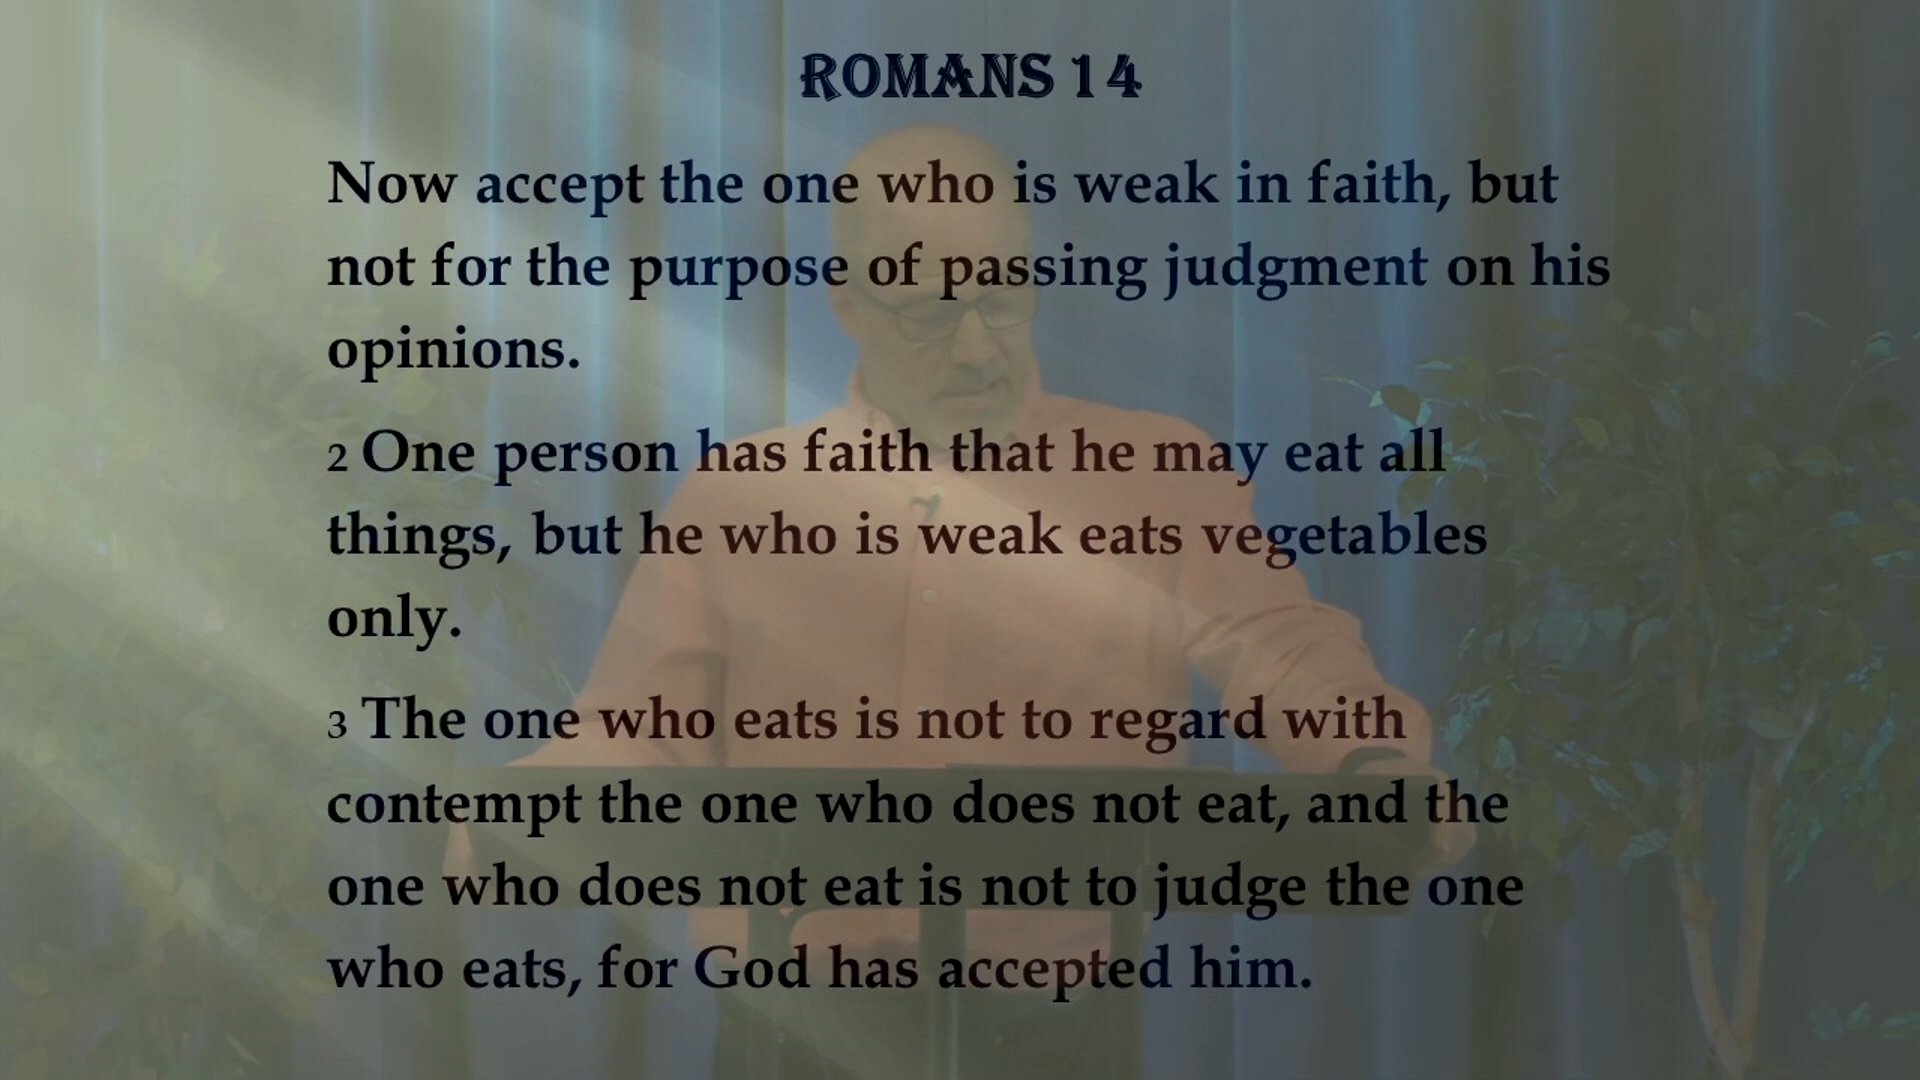 ROMANS 14
Now accept the one who is weak in faith, but
not for the purpose of passing judgment on his
opinions.
2 One person has faith that he may eat all
things, but he who is weak eats vegetables
only.
3 The one who eats is not to regard with
contempt the one who does not eat, and the
one who does not eat is not to judge the one
who eats, for God has accepted him.